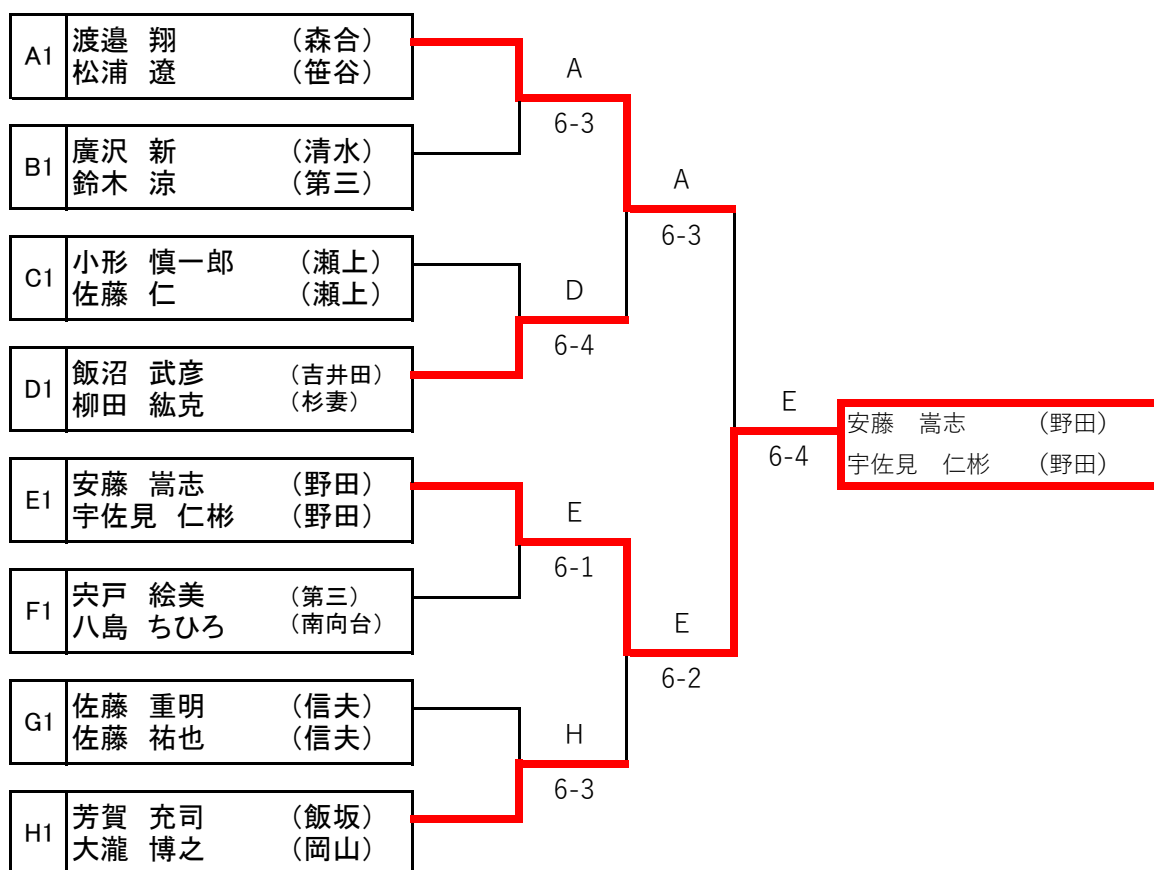 A1 渡邉 翔 (森合)
松浦 遼 (笹谷)
B1 廣沢 新 (清水)
鈴木 涼 (第三)
C1 小形 慎一郎 (瀬上)
佐藤 仁 (瀬上)
D1 飯沼 武彦 (吉井田)
柳田 紘克 (杉妻)
E1 安藤 嵩志 (野田)
宇佐見 仁彬 (野田)
F1 宍戸 絵美 (第三)
八島 ちひろ (南向台)
G1 佐藤 重明 (信夫)
佐藤 祐也 (信夫)
H1 芳賀 充司 (飯坂)
大瀧 博之 (岡山)
A
6-3
D
6-4
E
6-1
H
6-3
A
6-3
E
6-2
E
6-4
安藤 嵩志 (野田)
宇佐見 仁彬 (野田)